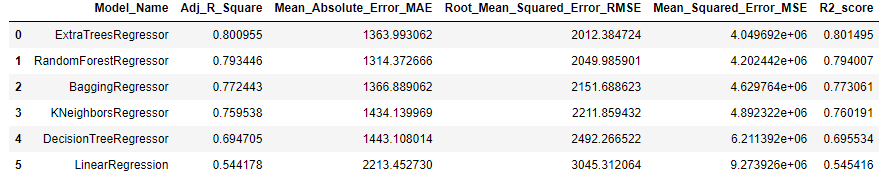 Model_Name Adj_R_Square Mean_Absolute_Error_MAE Root_Mean_Squared_Error_RMSE Mean_Squared_Error_MSE R2_score
0 ExtraTreesRegressor 0.800955 1363.993062 2012.384724 4.049692e+06 0.801495
1 RandomForestRegressor 0.793446 1314.372666 2049.985901 4.202442e+06 0.794007
2 BaggingRegressor 0.772443 1366.889062 2151.688623 4.629764e+06 0.773061
3 KNeighborsRegressor 0.759538 1434.139969 2211.859432 4.892322e+06 0.760191
4 DecisionTreeRegressor 0.694705 1443.108014 2492.266522 6.211392e+06 0.695534
5 LinearRegression 0.544178 2213.452730 3045.312064 9.273926e+06 0.545416